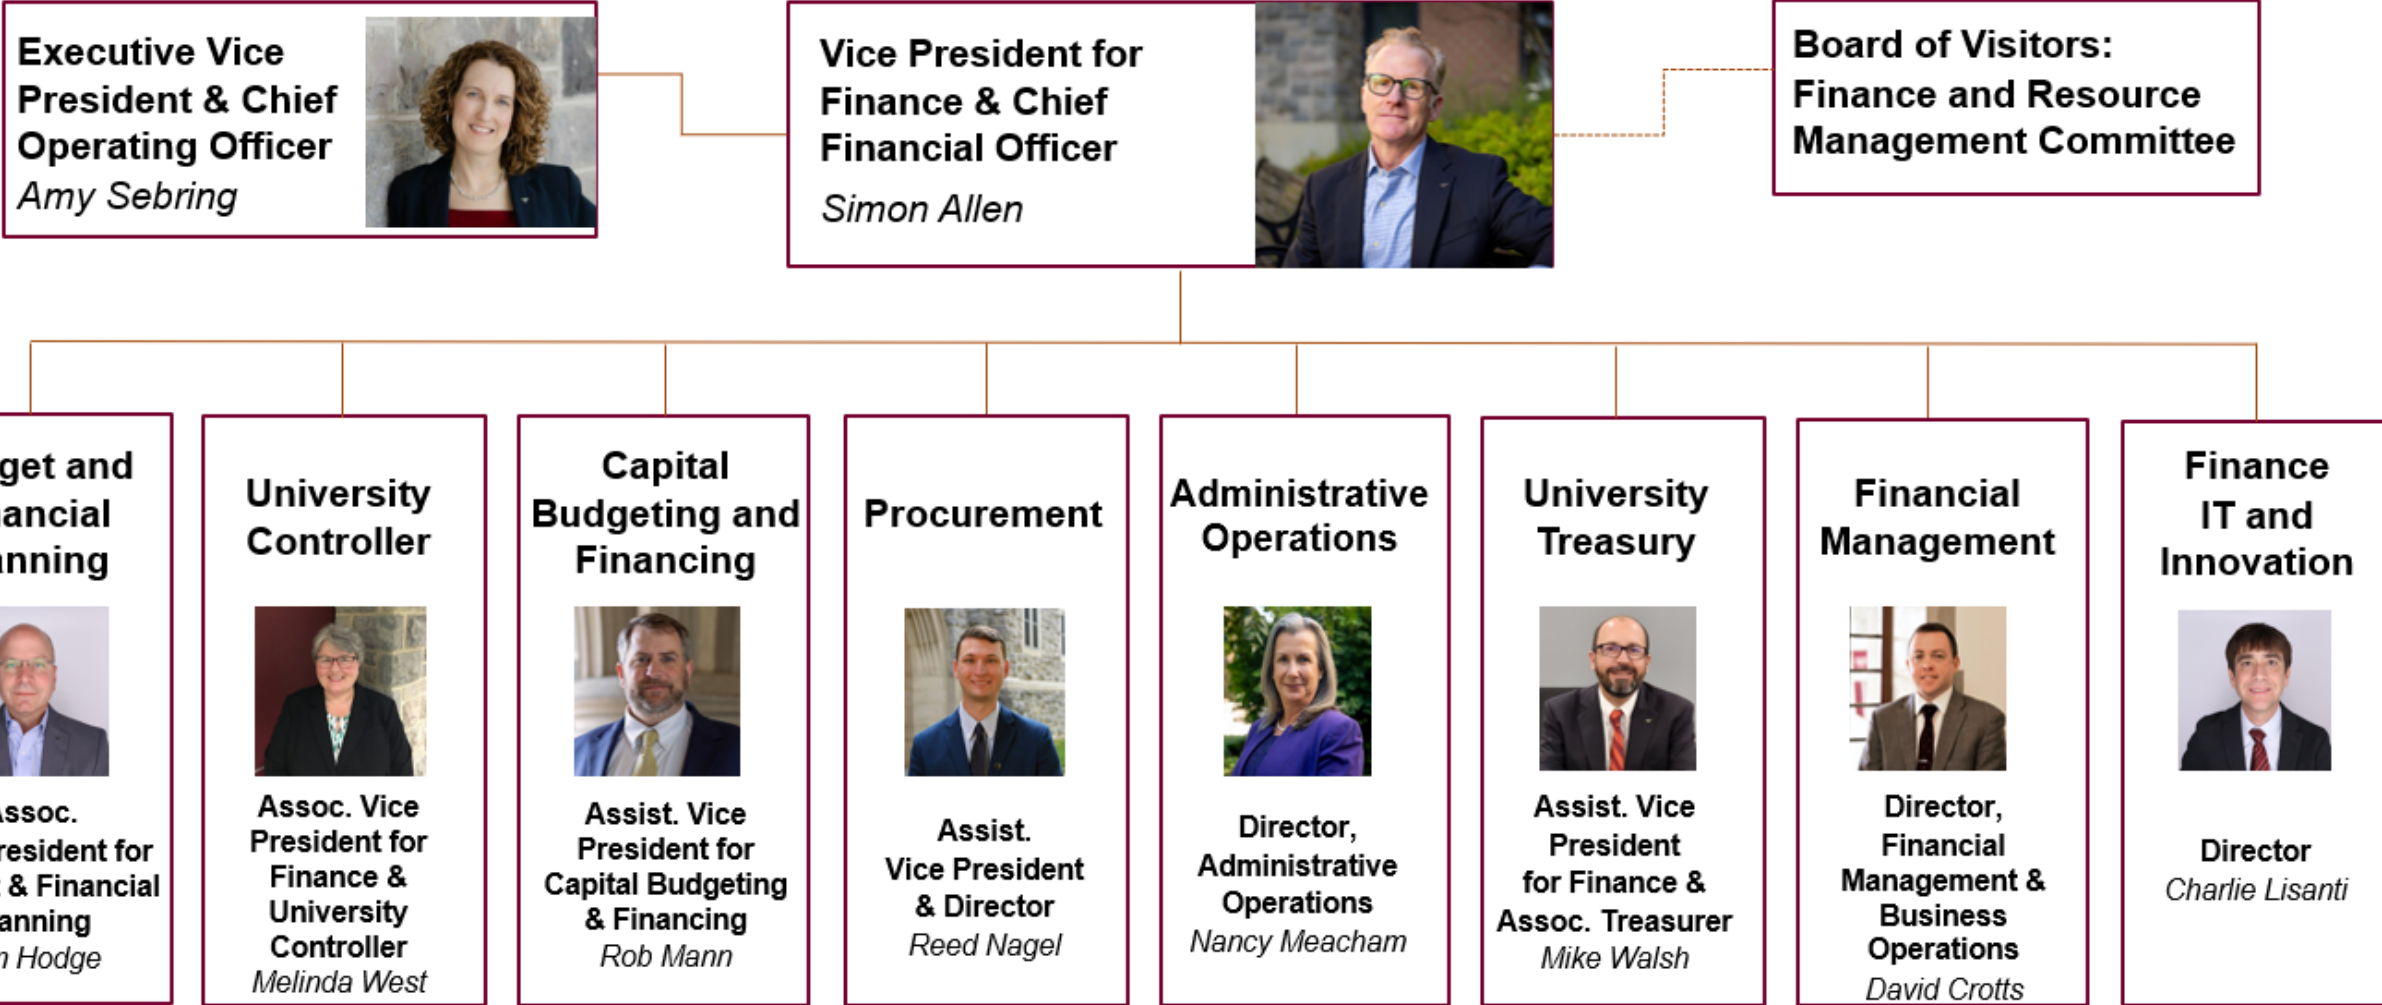 Executive Vice
President & Chief
Operating Officer
Amy Sebring
Vice President for
Finance & Chief
Financial Officer
Simon Allen
Board of Visitors:
Finance and Resource
Management Committee
get and
ancial
anning
ssoc.
resident for
& Financial
anning
Hodge
University
Controller
Assoc. Vice
President for
Finance &
University
Controller
Melinda West
Capital
Budgeting and
Financing
Assist. Vice
President for
Capital Budgeting
& Financing
Rob Mann
Procurement
Assist.
Vice President
& Director
Reed Nagel
Administrative
Operations
Director,
Administrative
Operations
Nancy Meacham
University
Treasury
Assist. Vice
President
for Finance &
Assoc. Treasurer
Mike Walsh
Financial
Management
Director,
Financial
Management &
Business
Operations
David Crotts
Finance
IT and
Innovation
Director
Charlie Lisanti